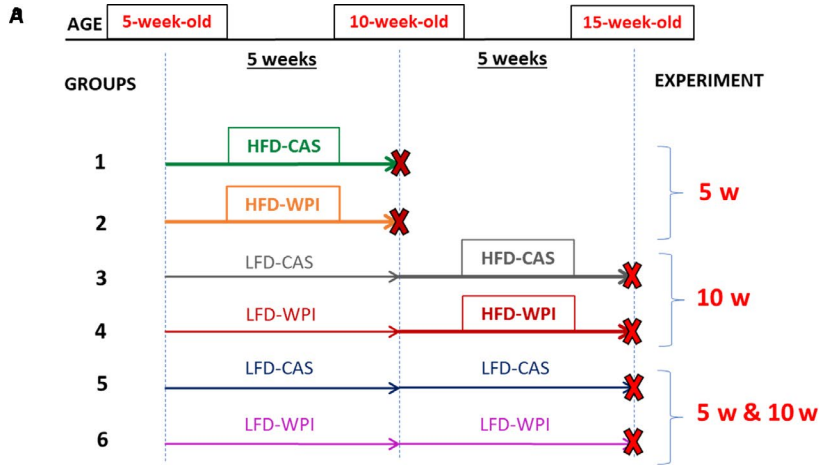 A
AGE 5-week-old 10-week-old 15-week-old
5 weeks 5 weeks
GROUPS EXPERIMENT
1 HFD-CAS
2 HFD-WPI
5 w
3 LFD-CAS HFD-CAS
4 LFD-WPI HFD-WPI
10 w
5 LFD-CAS LFD-CAS
6 LFD-WPI LFD-WPI
5 w & 10 w